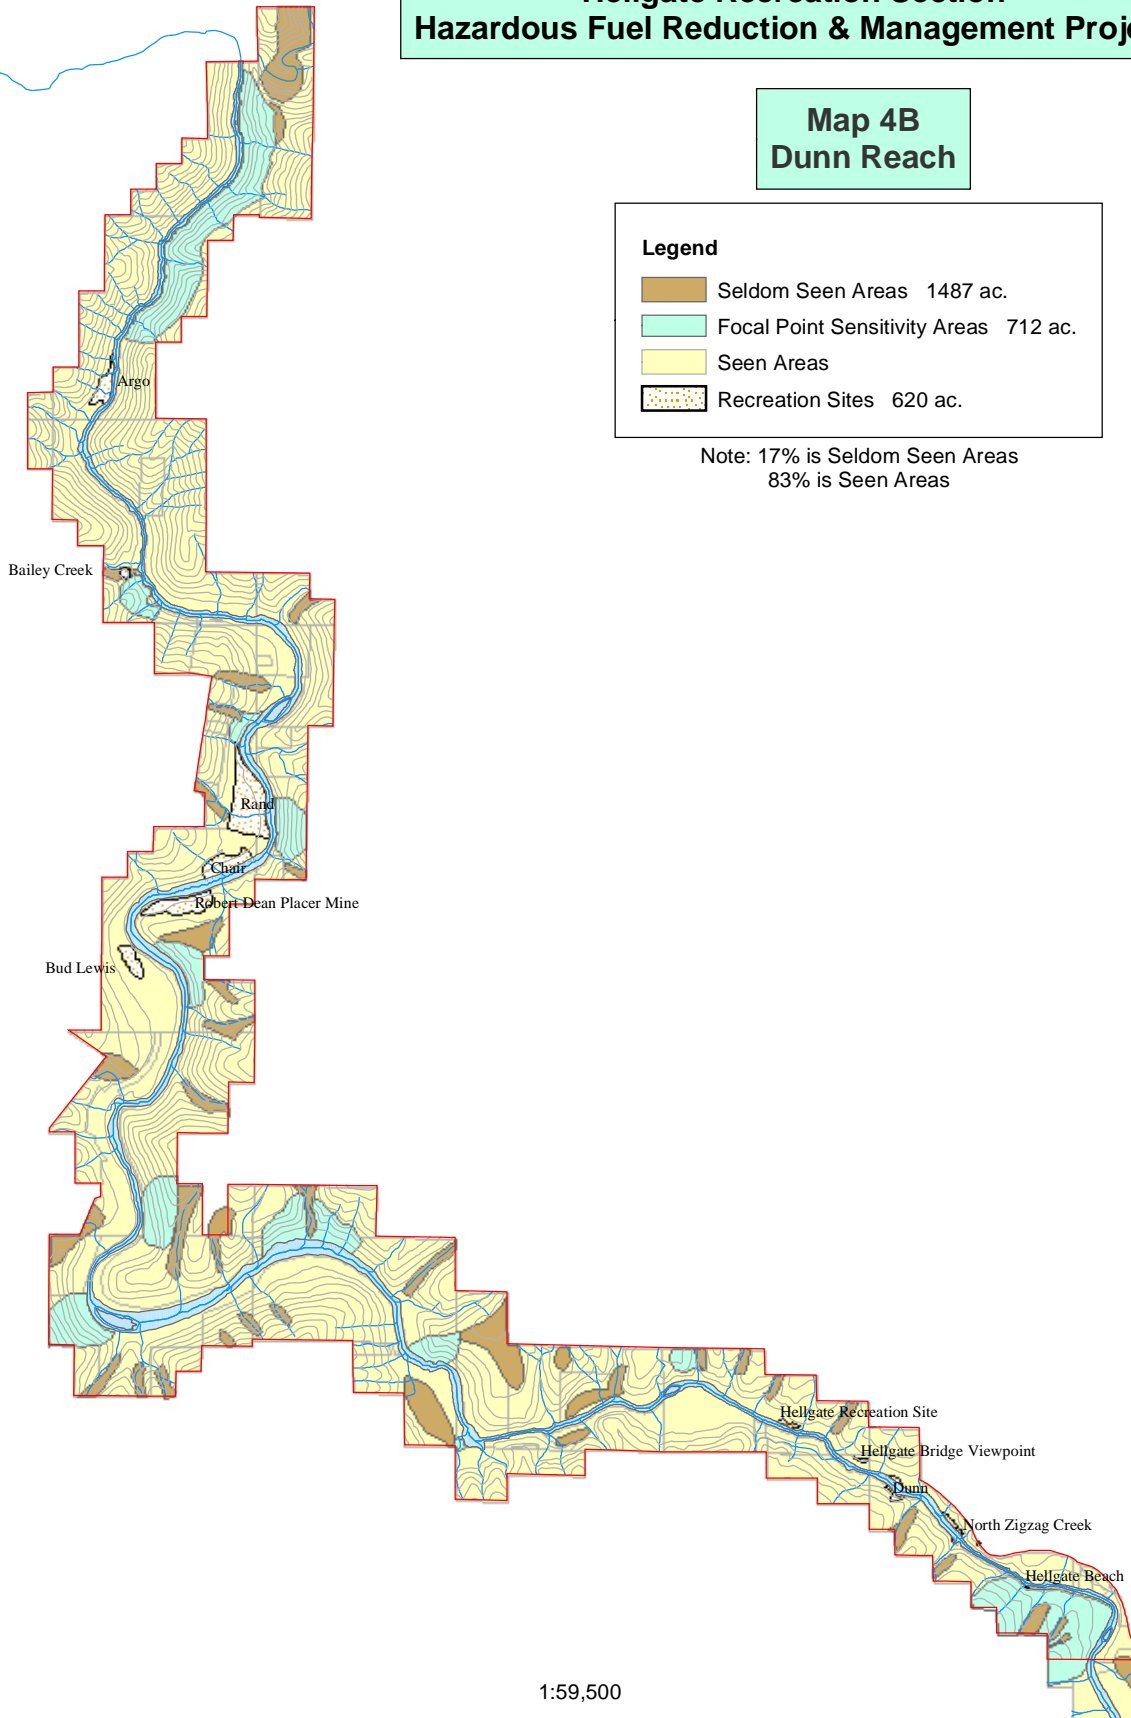 Hellgate Recreation Section
Hazardous Fuel Reduction & Management
Map 4B
Dunn Reach
Legend
Seldom Seen Areas 1487 ac.
Focal Point Sensitivity Areas 712 ac.
Seen Areas
Recreation Sites 620 ac.
Note: 17% is Seldom Seen Areas
83% is Seen Areas
Argo
Bailey Creek
Rand
Chair
Robert Dean Placer Mine
Bud Lewis
Hellgate Recreation Site
Hellgate Bridge Viewpoint
Dunn
North Zigzag Creek
Hellgate Beach
1:59,500